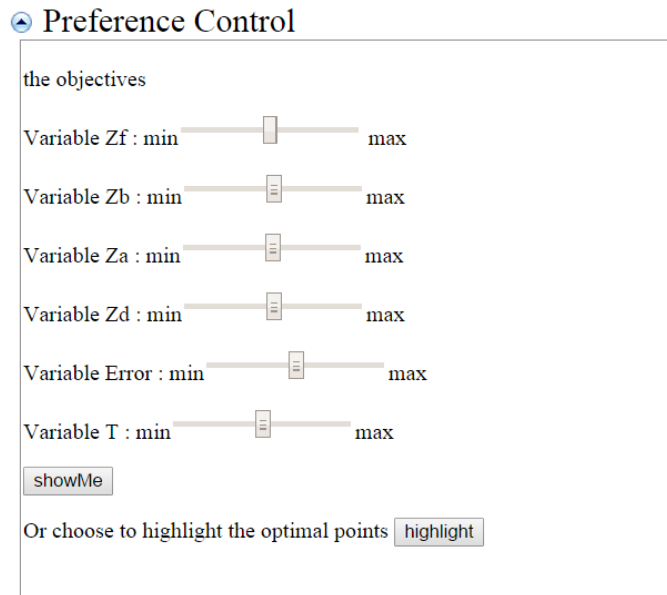 Preference Control
the objectives
Variable Zf : min max
Variable Zb : min max
Variable Za : min max
Variable Zd : min max
Variable Error : min max
Variable T : min max
showMe
Or choose to highlight the optimal points highlight